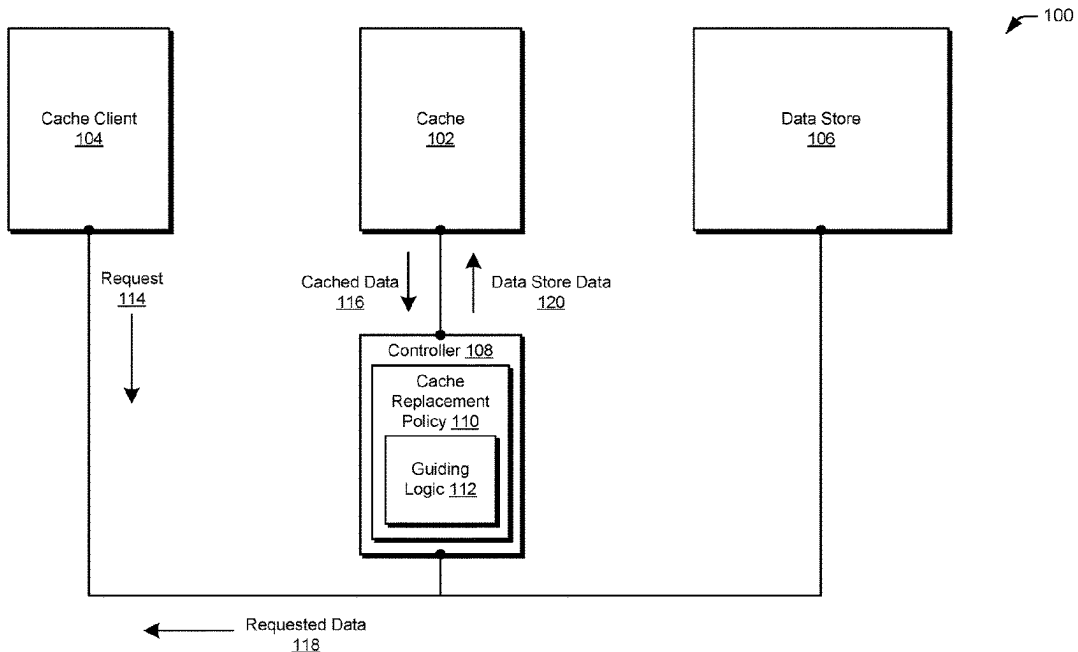 100
Cache Client
104
Cache
102
Data Store
106
Request
114
Cached Data
116
Data Store Data
120
Controller 108
Cache
Replacement
Policy 110
Guiding
Logic 112
Requested Data
118